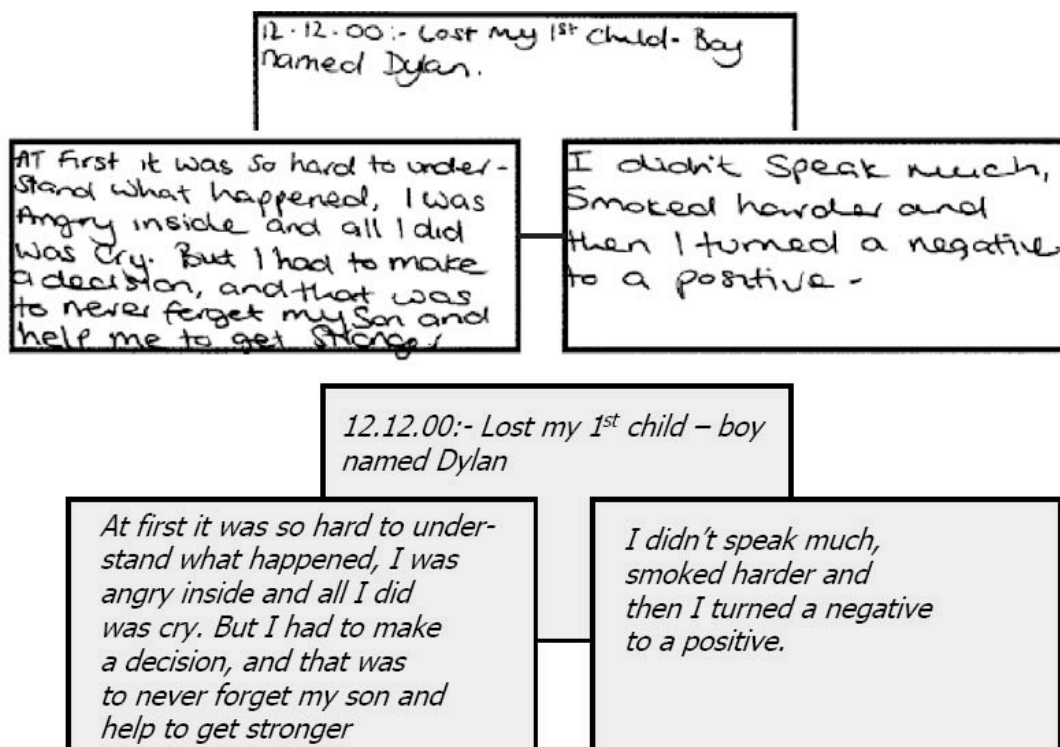 12.12.00:- Lost my 1st child- Boy
named Dylan.
AT First it was so hard to under-
stand what happened, I was
Angry inside and all I did
was cry. But I had to make
a decision, and that was
to never forget my son and
help me to get stronger
I didn't speak much,
Smoked harder and
then I turned a negative
to a positive -
12.12.00:- Lost my 1st child – boy
named Dylan
At first it was so hard to under-
stand what happened, I was
angry inside and all I did
was cry. But I had to make
a decision, and that was
to never forget my son and
help to get stronger
I didn't speak much,
smoked harder and
then I turned a negative
to a positive.